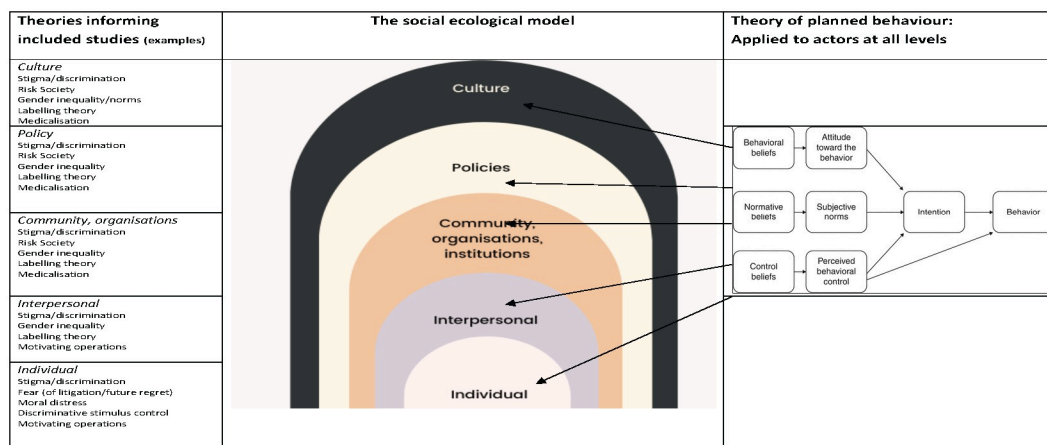 Theories informing
included studies (examples)
The social ecological model
Theory of planned behaviour:
Applied to actors at all levels
Culture
Stigma/discrimination
Risk Society
Gender inequality/norms
Labelling theory
Medicalisation
Policy
Stigma/discrimination
Risk Society
Gender inequality
Labelling theory
Medicalisation
Community, organisations
Stigma/discrimination
Risk Society
Gender inequality
Labelling theory
Medicalisation
Interpersonal
Stigma/discrimination
Gender inequality
Labelling theory
Motivating operations
Individual
Stigma/discrimination
Fear (of litigation/future regret)
Moral distress
Discriminative stimulus control
Motivating operations
Culture
Policies
Community,
organisations,
institutions
Interpersonal
Individual
Behavioral
beliefs
Attitude
toward the
behavior
Normative
beliefs
Subjective
norms
Intention
Behavior
Control
beliefs
Perceived
behavioral
control